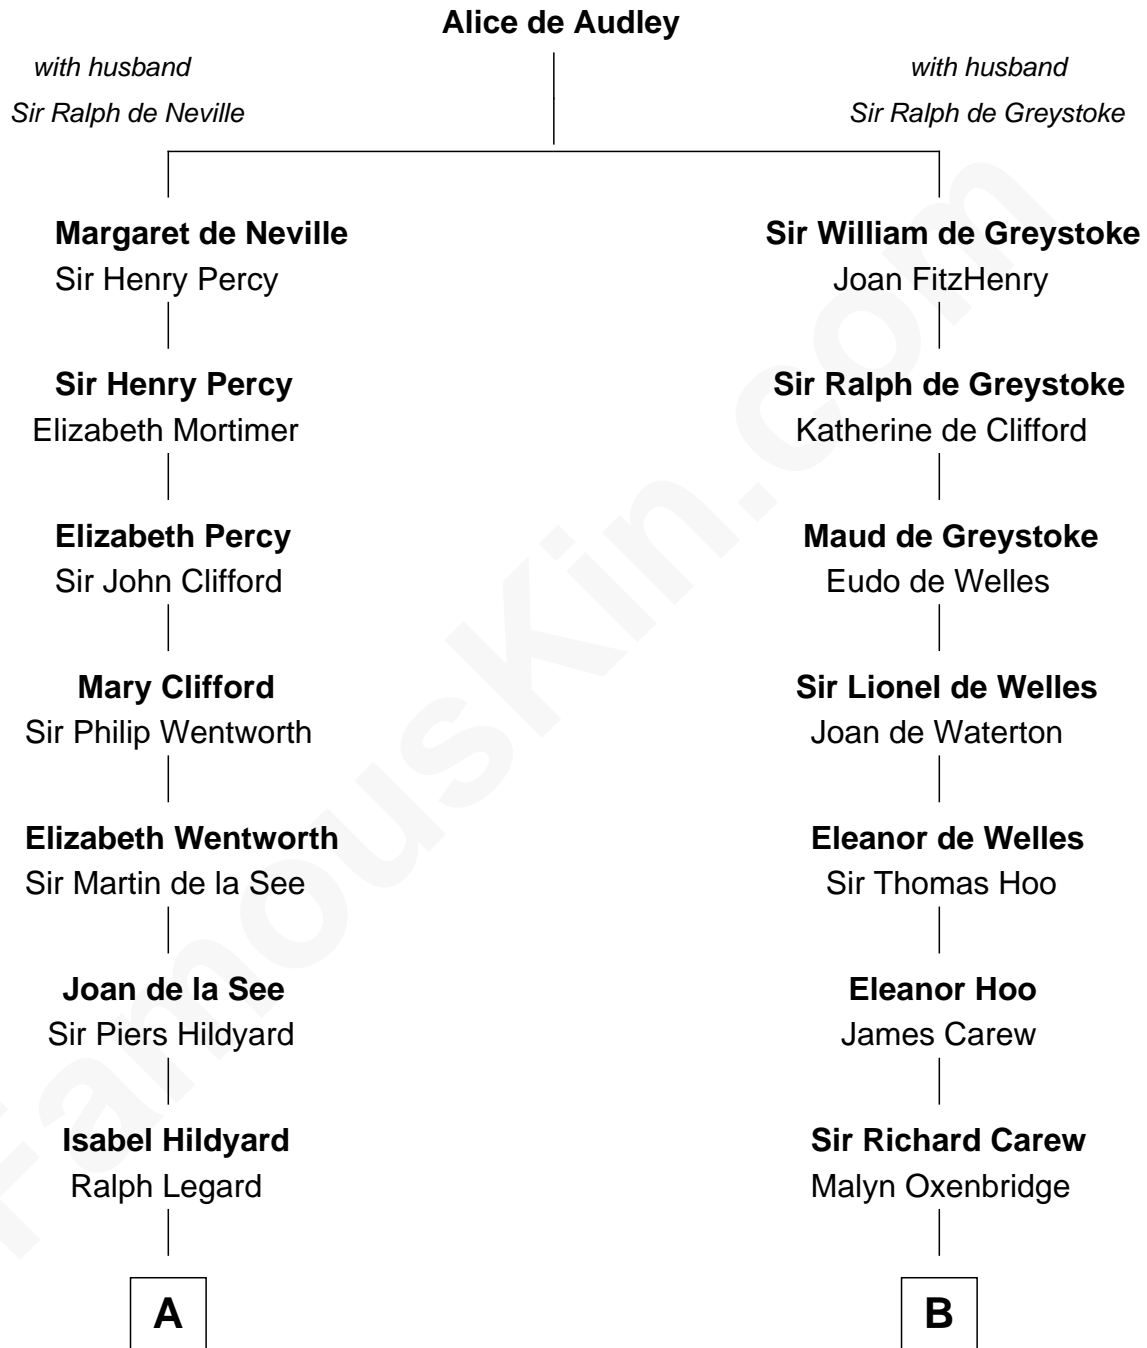 Alice de Audley
with husband
Sir Ralph de Neville
with husband
Sir Ralph de Greystoke
Margaret de Neville
Sir Henry Percy
Sir William de Greystoke
Joan FitzHenry
Sir Henry Percy
Elizabeth Mortimer
Sir Ralph de Greystoke
Katherine de Clifford
Elizabeth Percy
Sir John Clifford
Maud de Greystoke
Eudo de Welles
Mary Clifford
Sir Philip Wentworth
Sir Lionel de Welles
Joan de Waterton
Elizabeth Wentworth
Sir Martin de la See
Eleanor de Welles
Sir Thomas Hoo
Joan de la See
Sir Piers Hildyard
Eleanor Hoo
James Carew
Isabel Hildyard
Ralph Legard
Sir Richard Carew
Malyn Oxenbridge
A
B
FamousKin.com